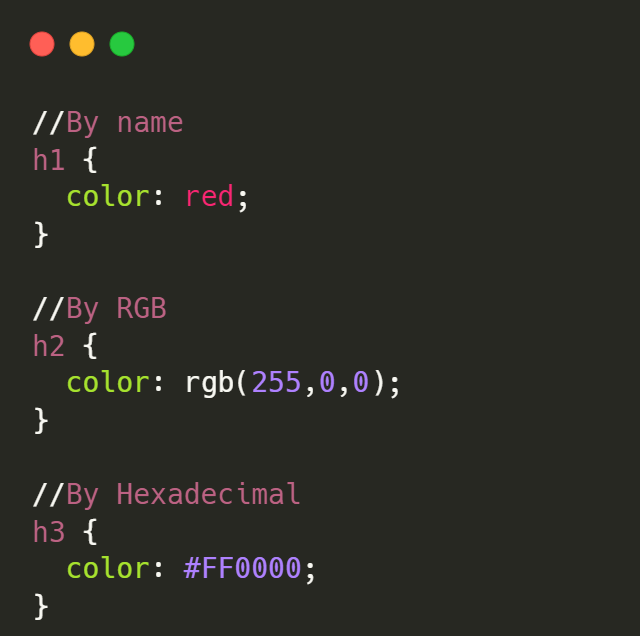 //By name
h1 {
  color: red;
}

//By RGB
h2 {
  color: rgb(255,0,0);
}

//By Hexadecimal
h3 {
  color: #FF0000;
}